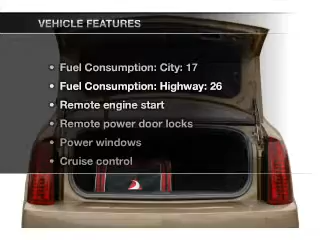 VEHICLE FEATURES
• Fuel Consumption: City: 17
• Fuel Consumption: Highway: 26
• Remote engine start
• Remote power door locks
• Power windows
• Cruise control